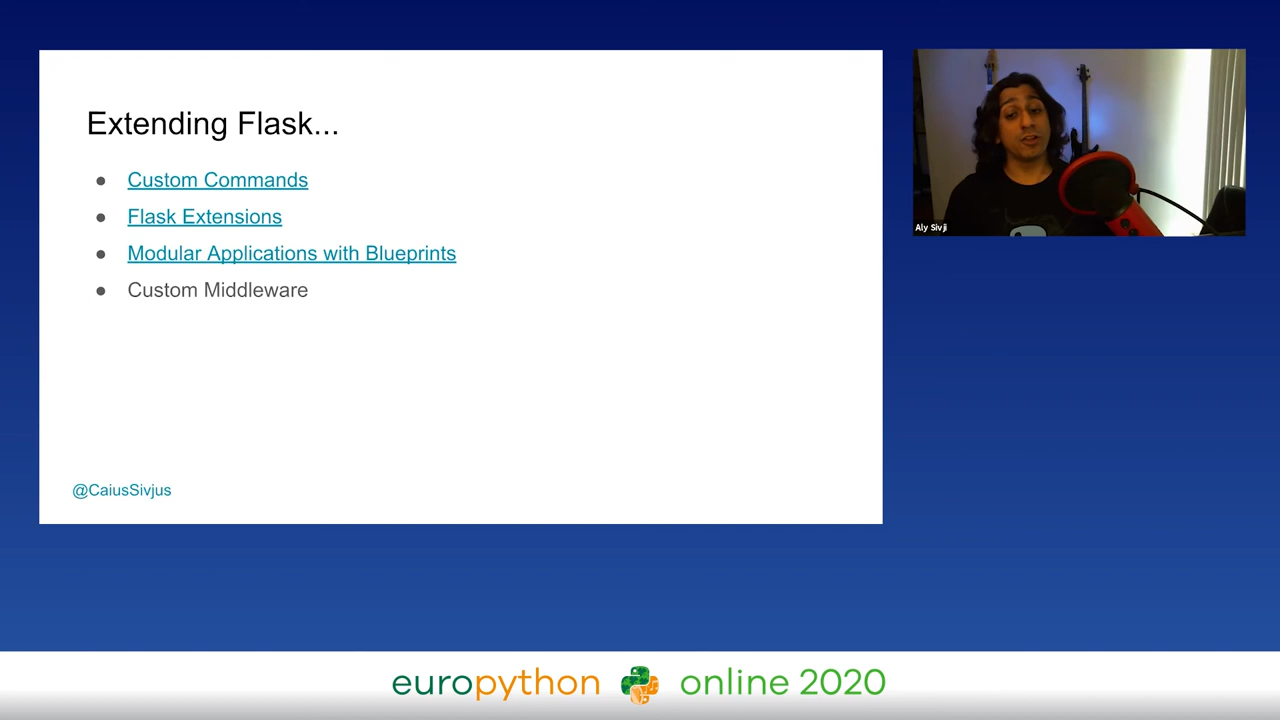 Extending Flask...
● Custom Commands
● Flask Extensions
● Modular Applications with Blueprints
● Custom Middleware
@CaiusSivjus
Aly Sivji
europython online 2020